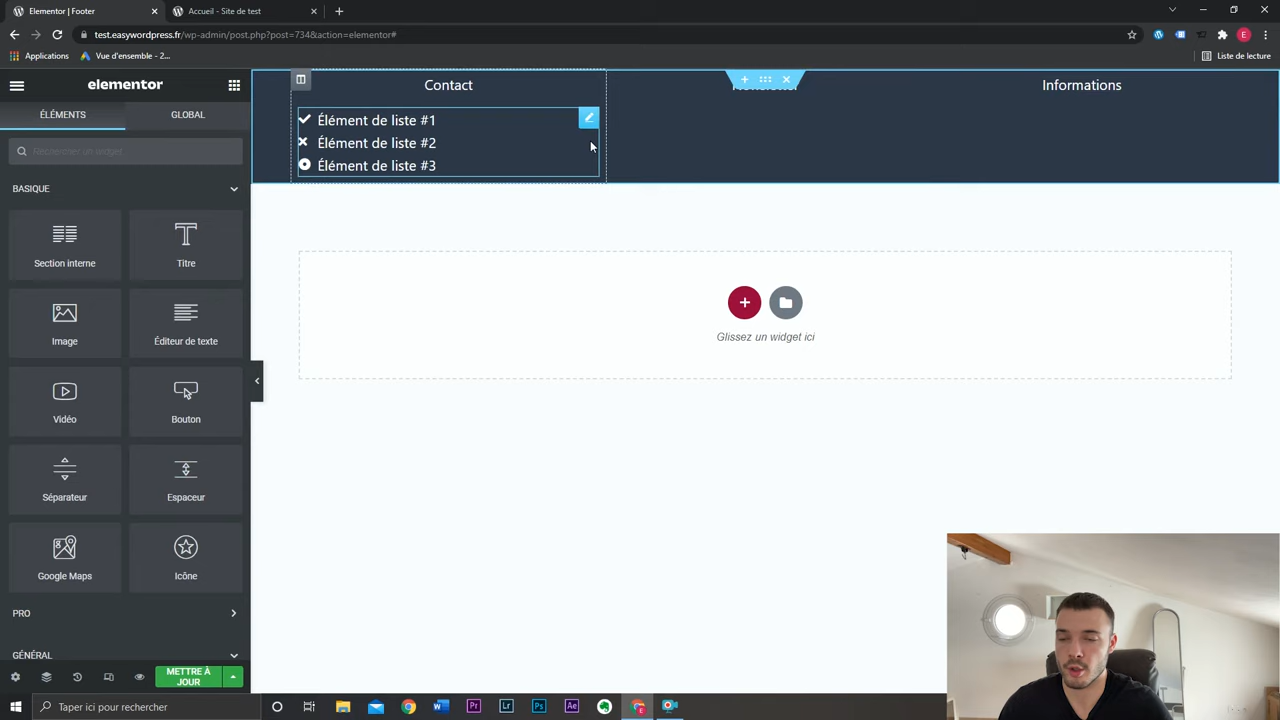 Elementor | Footer
Accueil - Site de test
test.easywordpress.fr/wp-admin/post.php?post=734&action=elementor#
Applications
Vue d'ensemble - 2...
Liste de lecture
elementor
Contact
Informations
ÉLÉMENTS
GLOBAL
Élément de liste #1
Élément de liste #2
Élément de liste #3
Rechercher un widget...
BASIQUE
Section interne
Titre
Image
Éditeur de texte
Glissez un widget ici
Vidéo
Bouton
Séparateur
Espaceur
Google Maps
Icône
PRO
GÉNÉRAL
METTRE À
JOUR
Taper ici pour rechercher